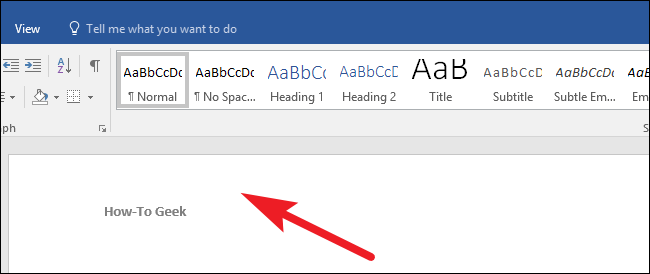 View Tell me what you want to do
AaBbCcDc AaBbCcDc AaBbCc AaBbCcD AaB AaBbCcD AaBbCcDc AaBbCcDc
¶ Normal ¶ No Spac... Heading 1 Heading 2 Title Subtitle Subtle Em... Em
ph S
How-To Geek